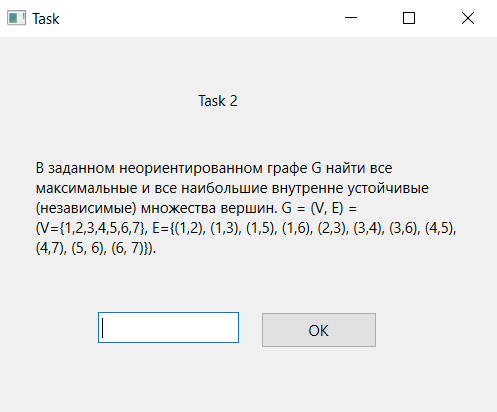 Task
Task 2
В заданном неориентированном графе G найти все
максимальные и все наибольшие внутренне устойчивые
(независимые) множества вершин. G = (V, E) =
(V={1,2,3,4,5,6,7}, E={(1,2), (1,3), (1,5), (1,6), (2,3), (3,4), (3,6), (4,5),
(4,7), (5, 6), (6, 7)}).
OK